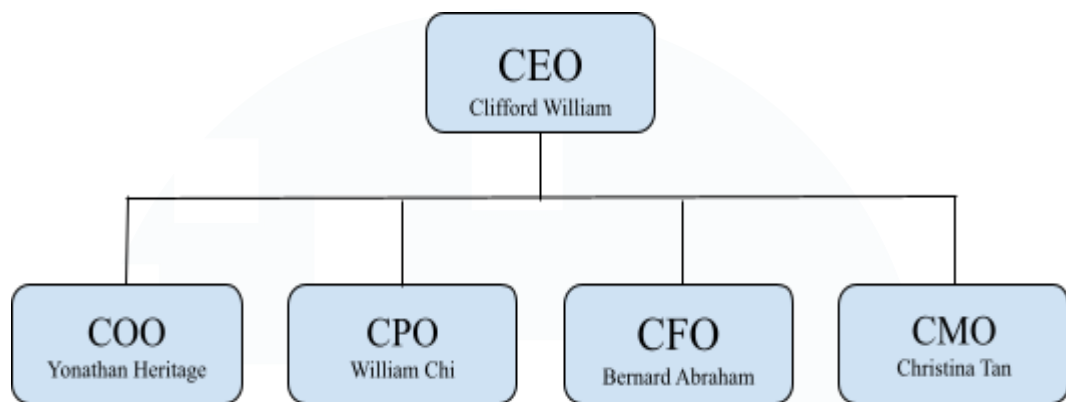 CEO
Clifford William
COO
Yonathan Heritage
CPO
William Chi
CFO
Bernard Abraham
CMO
Christina Tan